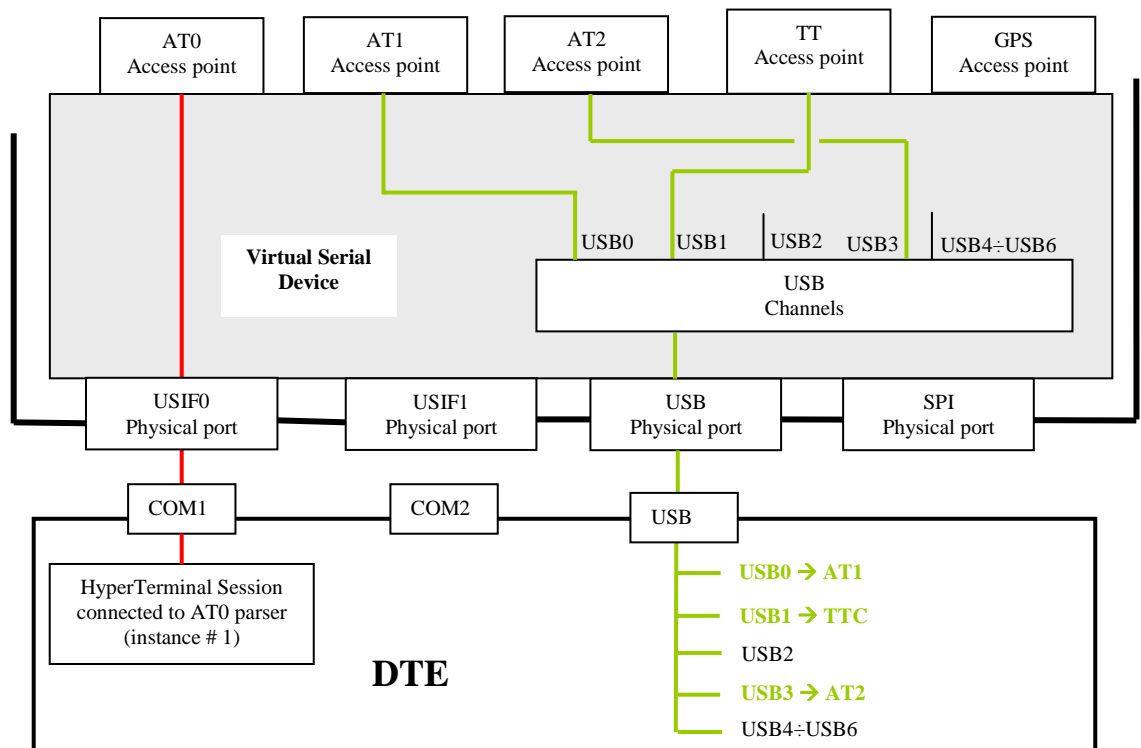 AT0
Access point
AT1
Access point
AT2
Access point
TT
Access point
GPS
Access point
Virtual Serial
Device
USB0
USB1
USB2
USB3
USB4÷USB6
USB
Channels
USIF0
Physical port
USIF1
Physical port
USB
Physical port
SPI
Physical port
COM1
COM2
USB
HyperTerminal Session
connected to AT0 parser
(instance # 1)
DTE
USB0 → AT1
USB1 → TTC
USB2
USB3 → AT2
USB4÷USB6